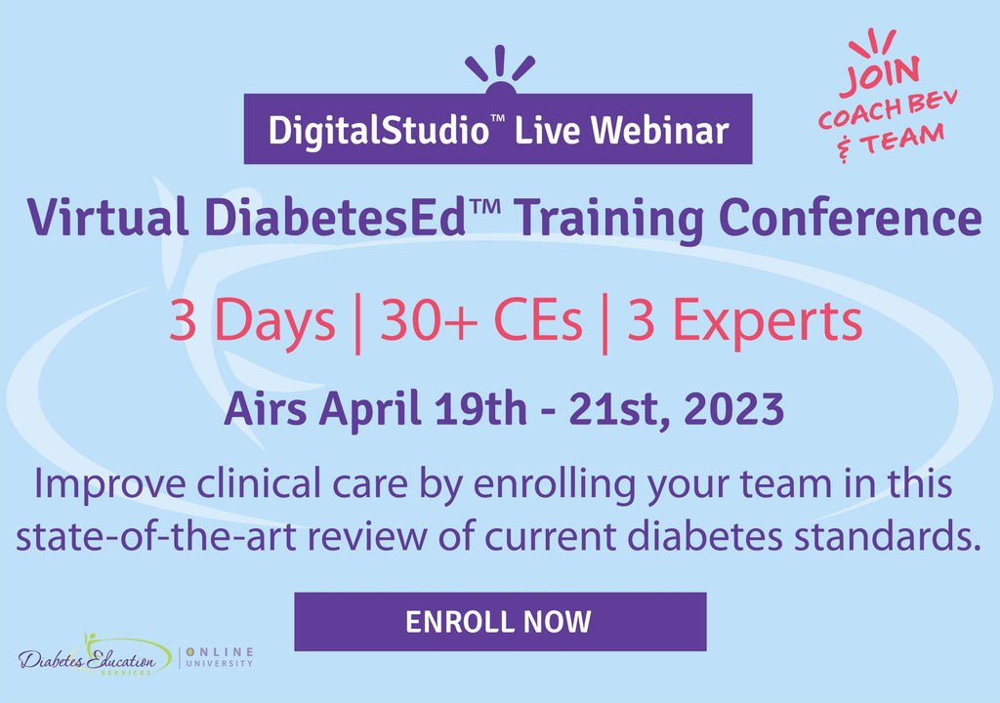 JOIN
COACH BEV
& TEAM
DigitalStudio™ Live Webinar
Virtual DiabetesEd™ Training Conference
3 Days | 30+ CEs | 3 Experts
Airs April 19th - 21st, 2023
Improve clinical care by enrolling your team in this
state-of-the-art review of current diabetes standards.
ENROLL NOW
Diabetes Education
SERVICES
ONLINE
UNIVERSITY